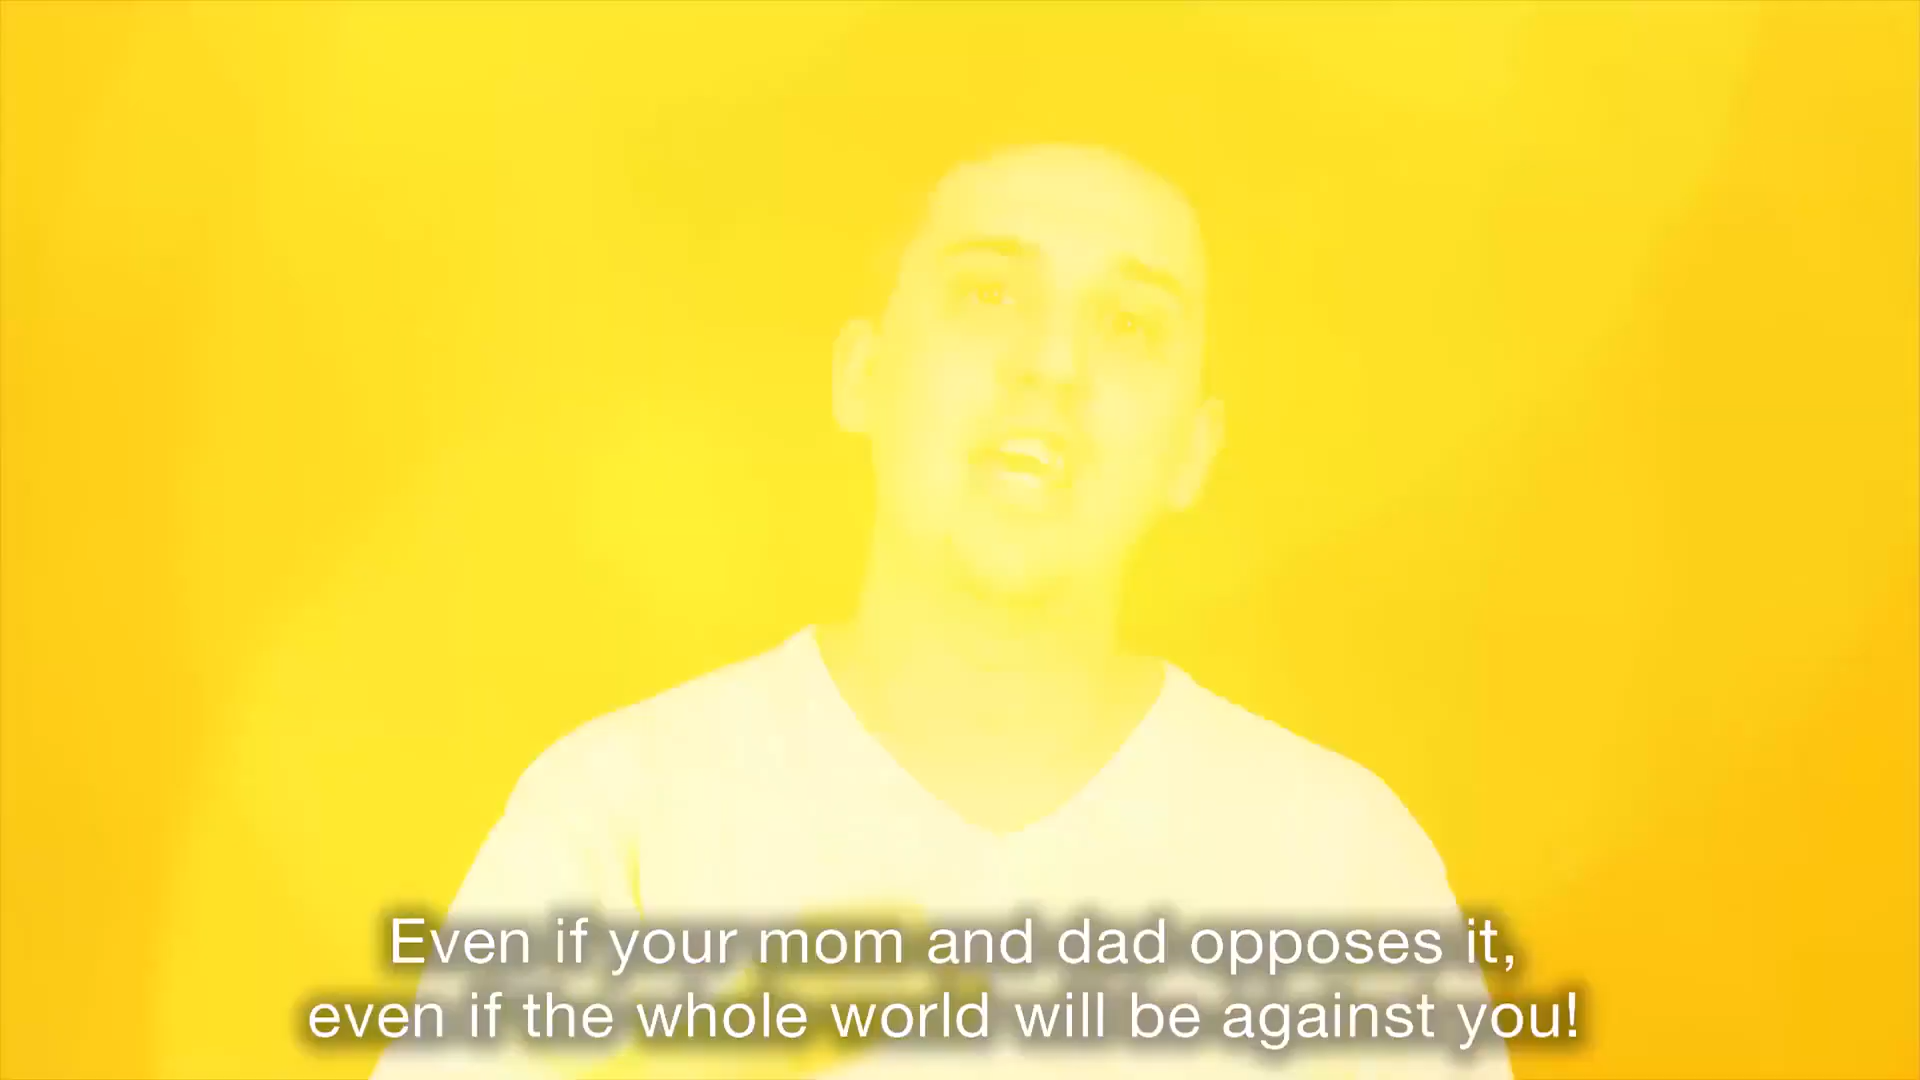 Even if your mom and dad opposes it,
even if the whole world will be against you!